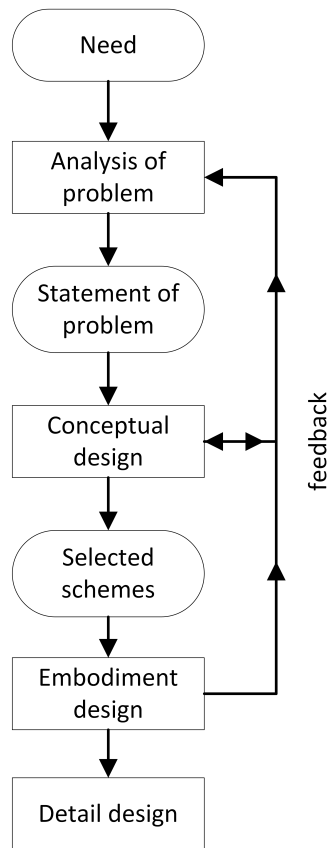 Need
Analysis of
problem
Statement of
problem
Conceptual
design
feedback
Selected
schemes
Embodiment
design
Detail design